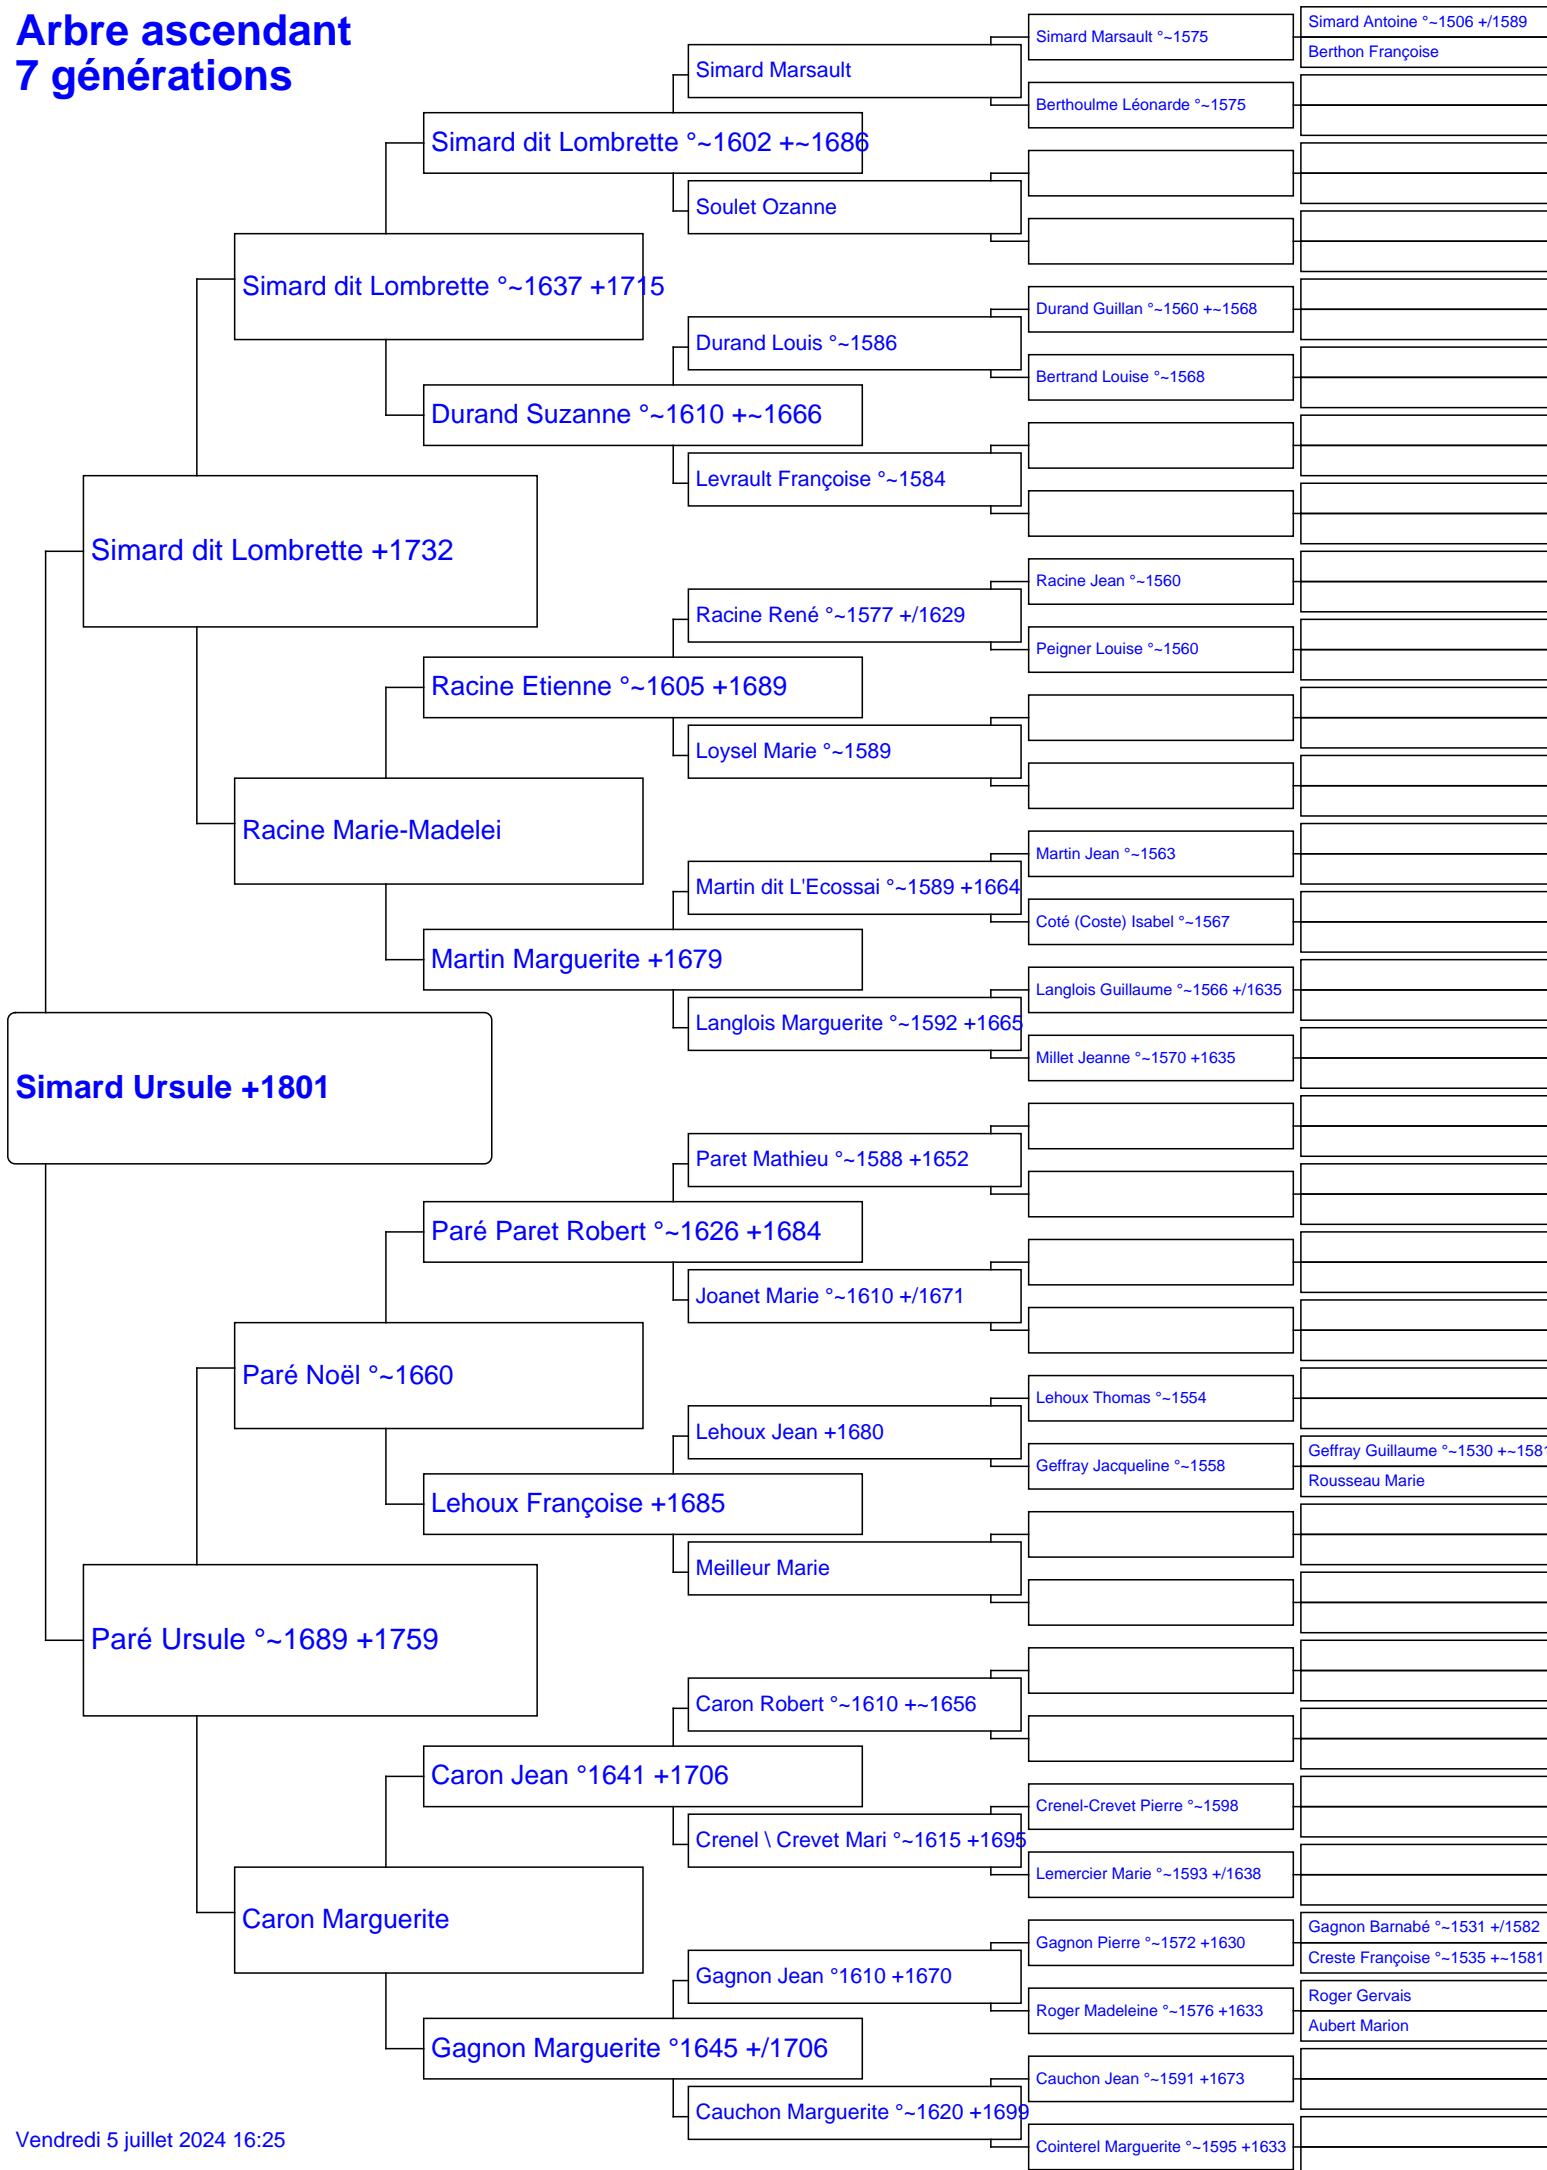 Arbre ascendant
7 générations
Simard Ursule +1801
Simard dit Lombrette +1732
Paré Ursule °~1689 +1759
Simard dit Lombrette °~1637 +1715
Racine Marie-Madelei
Paré Noël °~1660
Caron Marguerite
Simard dit Lombrette °~1602 +~1686
Durand Suzanne °~1610 +~1666
Racine Etienne °~1605 +1689
Martin Marguerite +1679
Paré Paret Robert °~1626 +1684
Lehoux Françoise +1685
Caron Jean °1641 +1706
Gagnon Marguerite °1645 +/1706
Simard Marsault
Soulet Ozanne
Durand Louis °~1586
Levrault Françoise °~1584
Racine René °~1577 +/1629
Loysel Marie °~1589
Martin dit L'Ecossai °~1589 +1664
Langlois Marguerite °~1592 +1665
Paret Mathieu °~1588 +1652
Joanet Marie °~1610 +/1671
Lehoux Jean +1680
Meilleur Marie
Caron Robert °~1610 +~1656
Crenel \ Crevet Mari °~1615 +1695
Gagnon Jean °1610 +1670
Cauchon Marguerite °~1620 +1699
Simard Marsault °~1575
Berthoulme Léonarde °~1575
Durand Guillan °~1560 +~1568
Bertrand Louise °~1568
Racine Jean °~1560
Peigner Louise °~1560
Martin Jean °~1563
Coté (Coste) Isabel °~1567
Langlois Guillaume °~1566 +/1635
Millet Jeanne °~1570 +1635
Lehoux Thomas °~1554
Geffray Jacqueline °~1558
Crenel-Crevet Pierre °~1598
Lemercier Marie °~1593 +/1638
Gagnon Pierre °~1572 +1630
Roger Madeleine °~1576 +1633
Cauchon Jean °~1591 +1673
Cointerel Marguerite °~1595 +1633
Simard Antoine °~1506 +/1589
Berthon Françoise
Geffray Guillaume °~1530 +~1581
Rousseau Marie
Gagnon Barnabé °~1531 +/1582
Creste Françoise °~1535 +~1581
Roger Gervais
Aubert Marion
Vendredi 5 juillet 2024 16:25